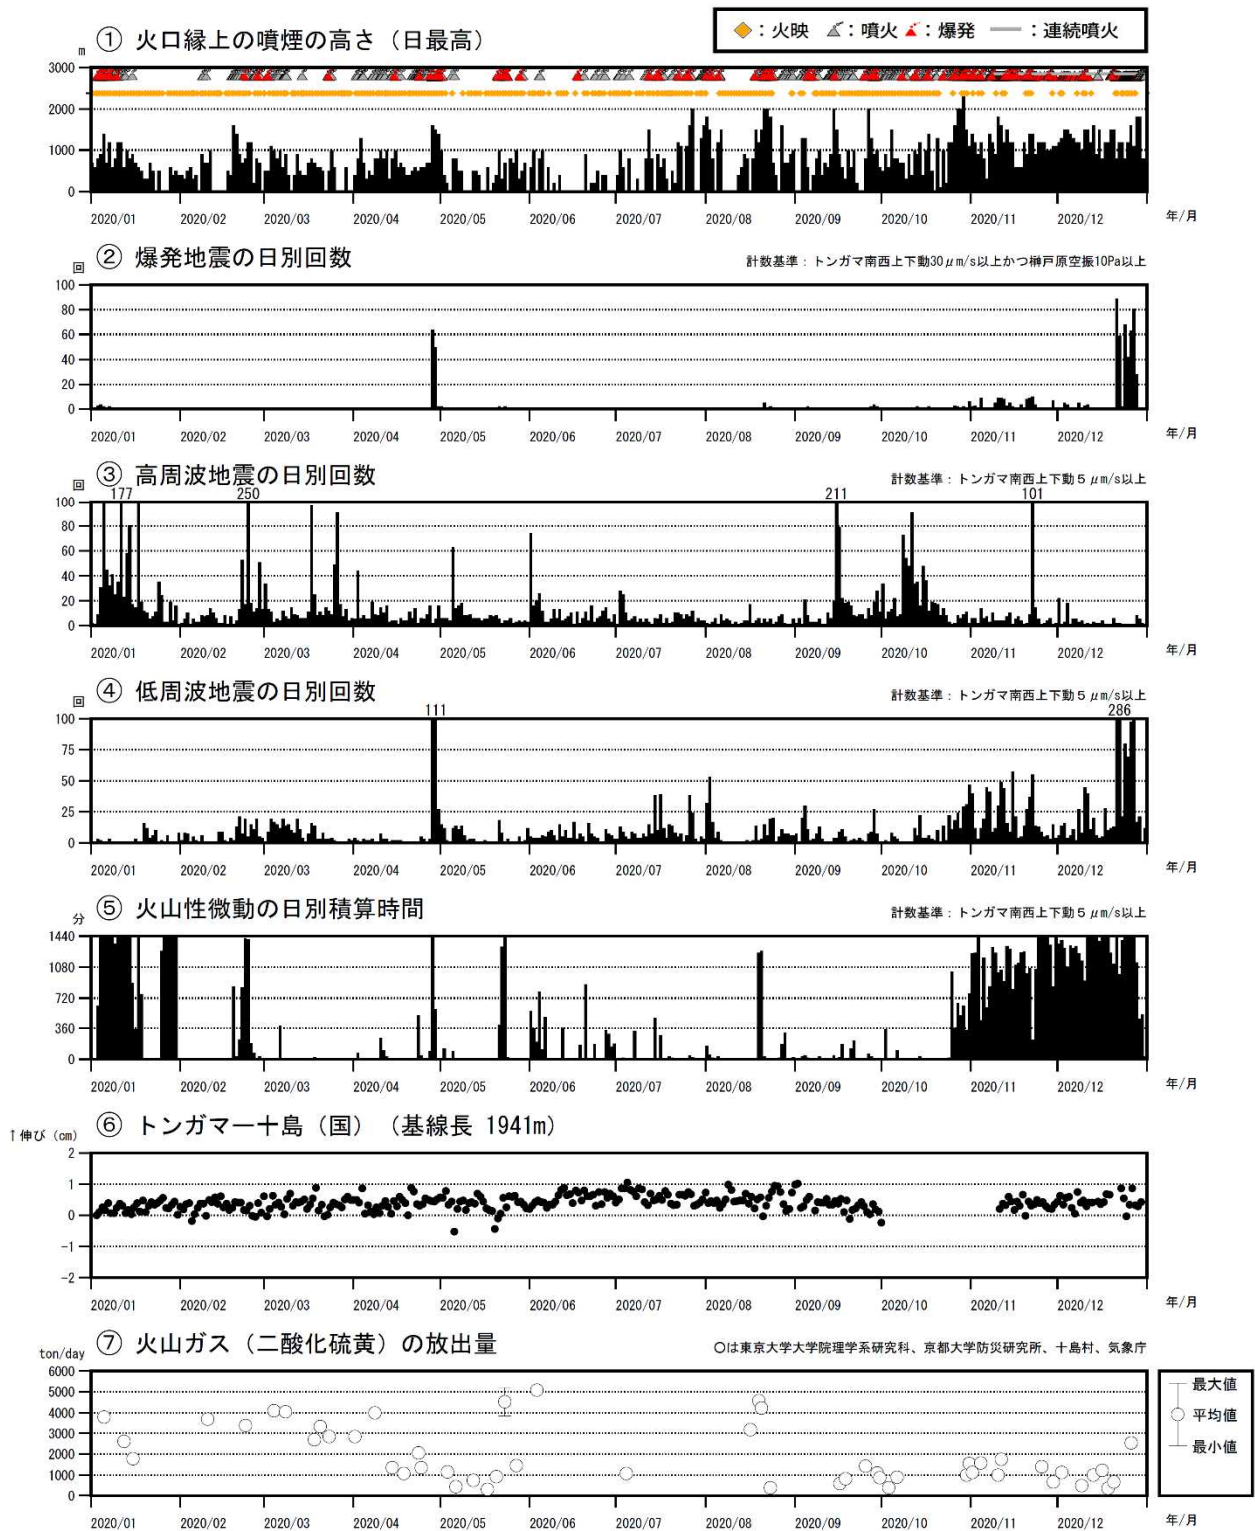 ◆：火映 ：噴火 ：爆発 ：連続噴火
① 火口縁上の噴煙の高さ（日最高）
m
3000
2000
1000
0
2020/01 2020/02 2020/03 2020/04 2020/05 2020/06 2020/07 2020/08 2020/09 2020/10 2020/11 2020/12 年/月
② 爆発地震の日別回数
計数基準：トンガマ南西上下動30μm/s以上かつ榊戸原空振10Pa以上
回
100
80
60
40
20
0
2020/01 2020/02 2020/03 2020/04 2020/05 2020/06 2020/07 2020/08 2020/09 2020/10 2020/11 2020/12 年/月
③ 高周波地震の日別回数
計数基準：トンガマ南西上下動５μm/s以上
回
177 250 211 101
100
80
60
40
20
0
2020/01 2020/02 2020/03 2020/04 2020/05 2020/06 2020/07 2020/08 2020/09 2020/10 2020/11 2020/12 年/月
④ 低周波地震の日別回数
計数基準：トンガマ南西上下動５μm/s以上
回
111 286
100
75
50
25
0
2020/01 2020/02 2020/03 2020/04 2020/05 2020/06 2020/07 2020/08 2020/09 2020/10 2020/11 2020/12 年/月
⑤ 火山性微動の日別積算時間
計数基準：トンガマ南西上下動５μm/s以上
分
1440
1080
720
360
0
2020/01 2020/02 2020/03 2020/04 2020/05 2020/06 2020/07 2020/08 2020/09 2020/10 2020/11 2020/12 年/月
⑥ トンガマー十島（国）（基線長 1941m）
↑伸び（cm）
2
1
0
-1
-2
2020/01 2020/02 2020/03 2020/04 2020/05 2020/06 2020/07 2020/08 2020/09 2020/10 2020/11 2020/12 年/月
⑦ 火山ガス（二酸化硫黄）の放出量
○は東京大学大学院理学系研究科、京都大学防災研究所、十島村、気象庁
ton/day
6000
5000
4000
3000
2000
1000
0
最大値
平均値
最小値
2020/01 2020/02 2020/03 2020/04 2020/05 2020/06 2020/07 2020/08 2020/09 2020/10 2020/11 2020/12 年/月